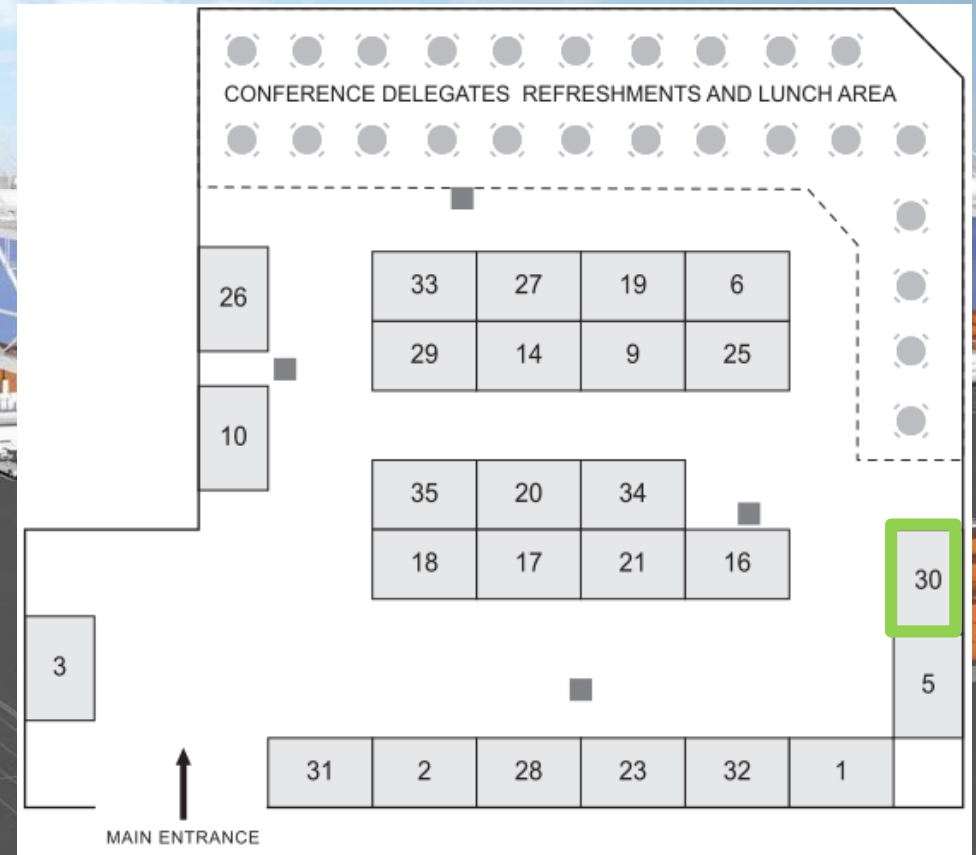 CONFERENCE DELEGATES REFRESHMENTS AND LUNCH AREA
26
33 27 19 6
29 14 9 25
10
35 20 34
18 17 21 16
30
3
5
31 2 28 23 32 1
MAIN ENTRANCE